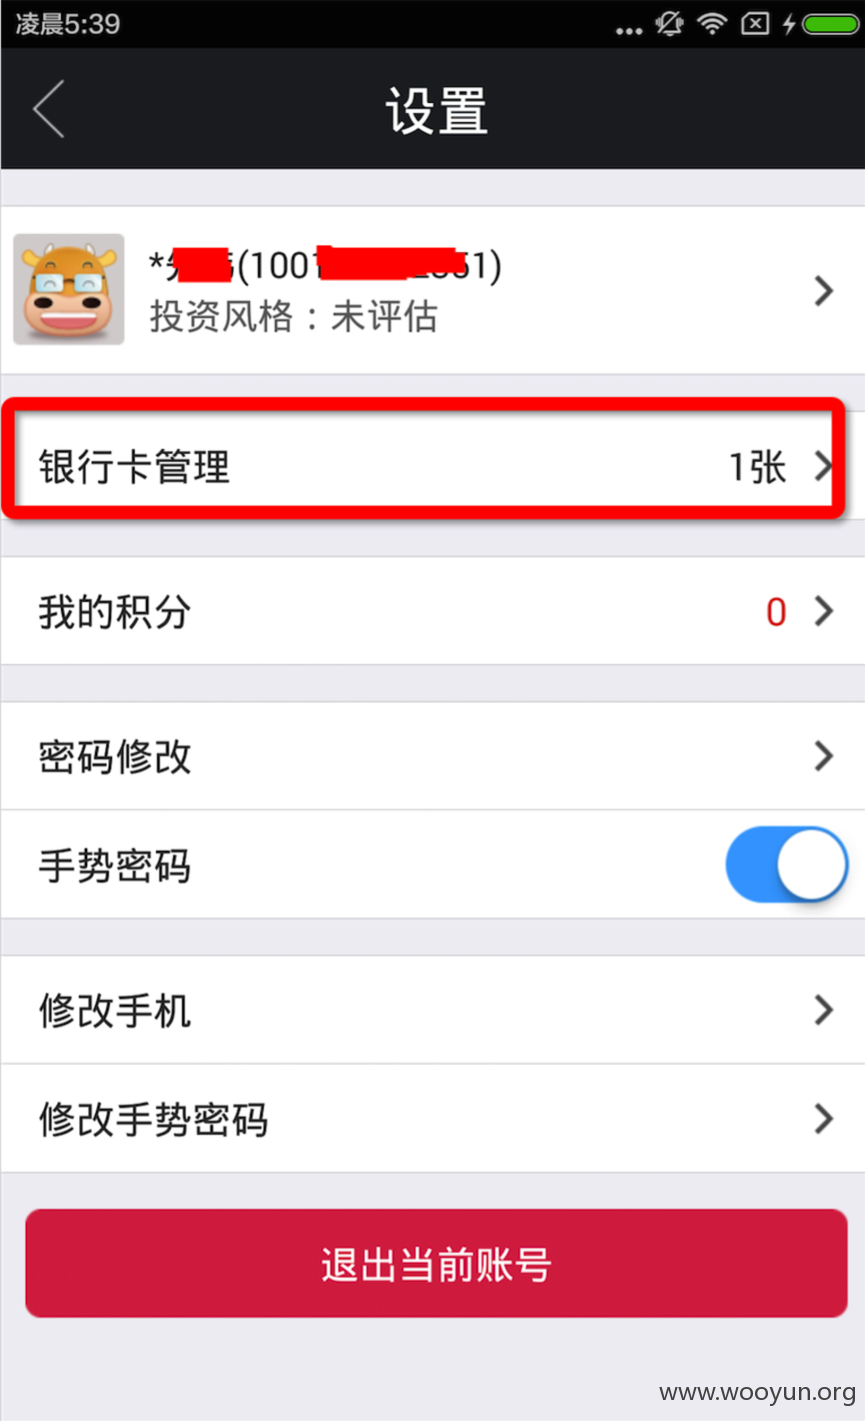 凌晨5:39
设置
(1001 51)
投资风格：未评估
银行卡管理 1张
我的积分 0
密码修改
手势密码
修改手机
修改手势密码
退出当前账号
www.wooyun.org